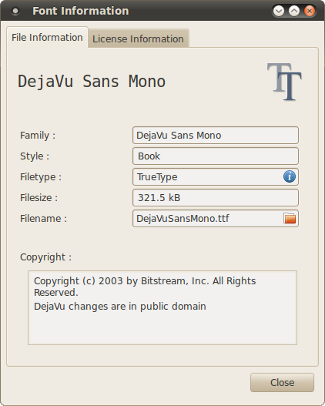 Font Information
File Information
License Information
DejaVu Sans Mono
Family :
DejaVu Sans Mono
Style :
Book
Filetype :
TrueType
Filesize :
321.5 kB
Filename :
DejaVuSansMono.ttf
Copyright :
Copyright (c) 2003 by Bitstream, Inc. All Rights
Reserved.
DejaVu changes are in public domain
Close